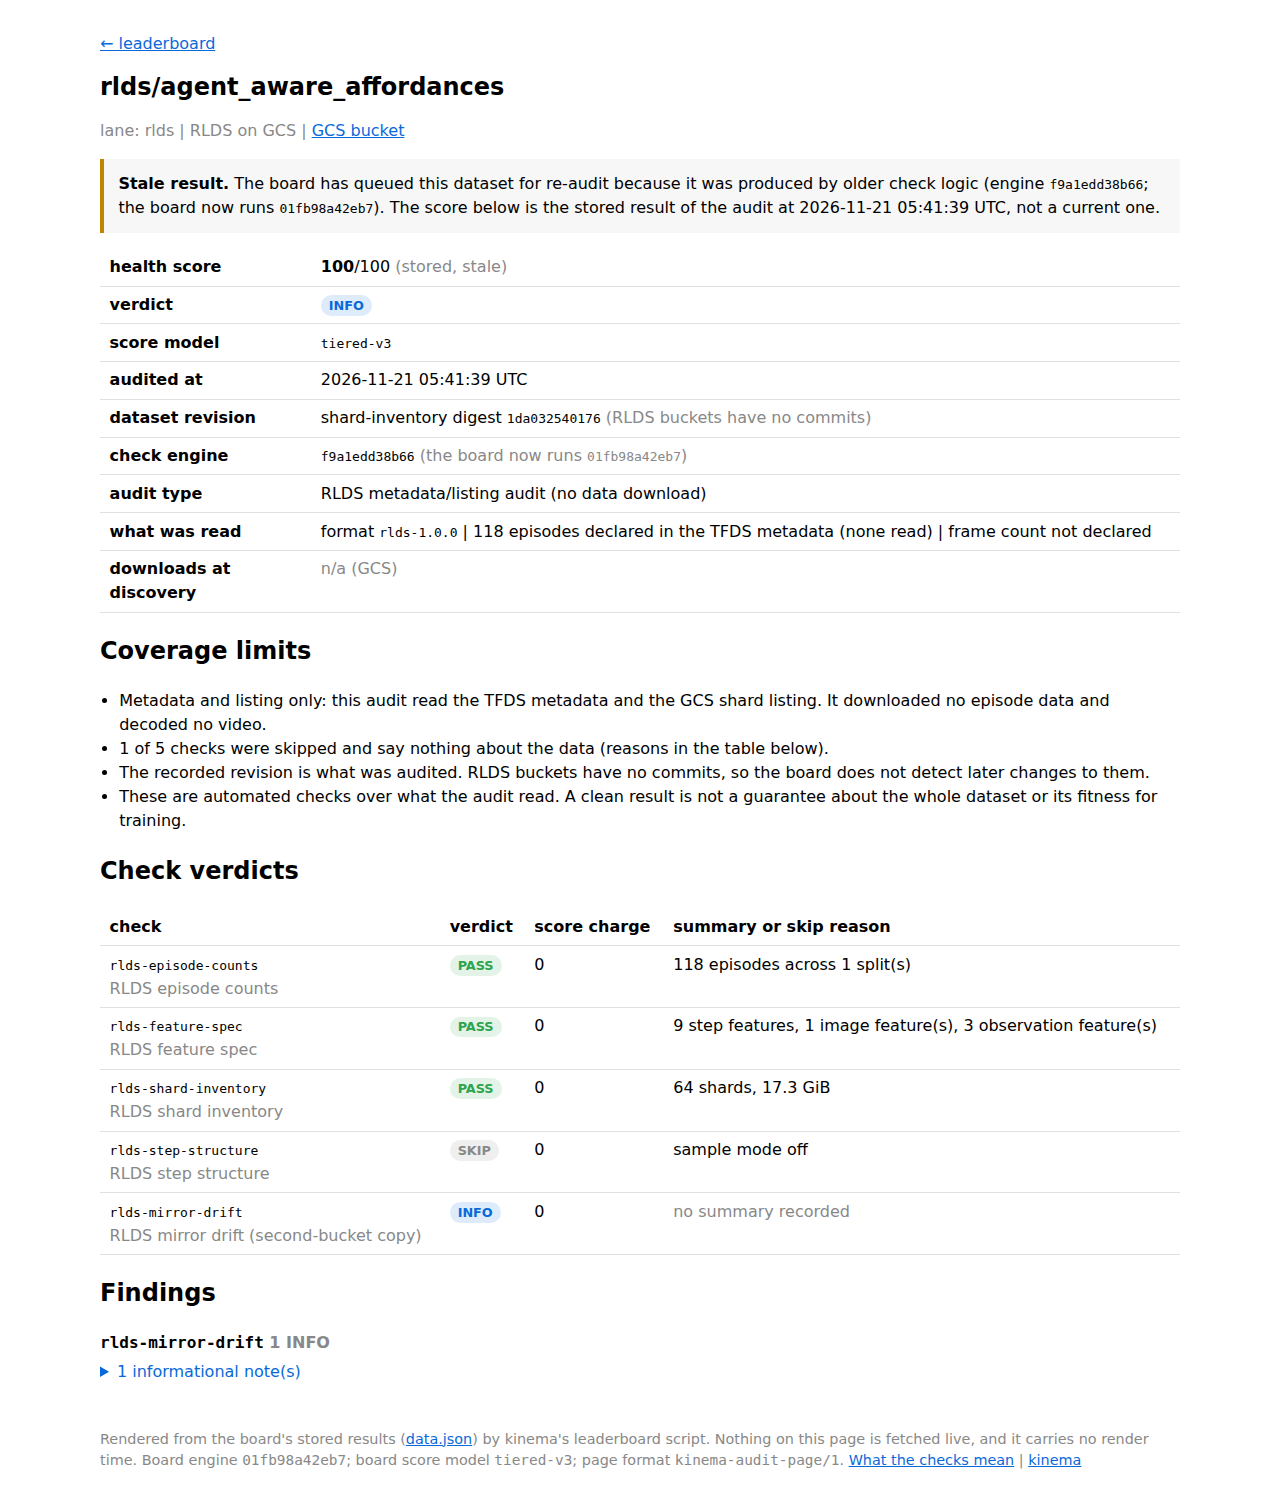 ← leaderboard
rlds/agent_aware_affordances
lane: rlds | RLDS on GCS | GCS bucket
Stale result. The board has queued this dataset for re-audit because it was produced by older check logic (engine f9a1edd38b66;
the board now runs 01fb98a42eb7). The score below is the stored result of the audit at 2026-11-21 05:41:39 UTC, not a current one.
health score 100/100 (stored, stale)
verdict INFO
score model tiered-v3
audited at 2026-11-21 05:41:39 UTC
dataset revision shard-inventory digest 1da032540176 (RLDS buckets have no commits)
check engine f9a1edd38b66 (the board now runs 01fb98a42eb7)
audit type RLDS metadata/listing audit (no data download)
what was read format rlds-1.0.0 | 118 episodes declared in the TFDS metadata (none read) | frame count not declared
downloads at n/a (GCS)
discovery
Coverage limits
• Metadata and listing only: this audit read the TFDS metadata and the GCS shard listing. It downloaded no episode data and
decoded no video.
• 1 of 5 checks were skipped and say nothing about the data (reasons in the table below).
• The recorded revision is what was audited. RLDS buckets have no commits, so the board does not detect later changes to them.
• These are automated checks over what the audit read. A clean result is not a guarantee about the whole dataset or its fitness for
training.
Check verdicts
check verdict score charge summary or skip reason
rlds-episode-counts PASS 0 118 episodes across 1 split(s)
RLDS episode counts
rlds-feature-spec PASS 0 9 step features, 1 image feature(s), 3 observation feature(s)
RLDS feature spec
rlds-shard-inventory PASS 0 64 shards, 17.3 GiB
RLDS shard inventory
rlds-step-structure SKIP 0 sample mode off
RLDS step structure
rlds-mirror-drift INFO 0 no summary recorded
RLDS mirror drift (second-bucket copy)
Findings
rlds-mirror-drift 1 INFO
▶ 1 informational note(s)
Rendered from the board's stored results (data.json) by kinema's leaderboard script. Nothing on this page is fetched live, and it carries no render
time. Board engine 01fb98a42eb7; board score model tiered-v3; page format kinema-audit-page/1. What the checks mean | kinema